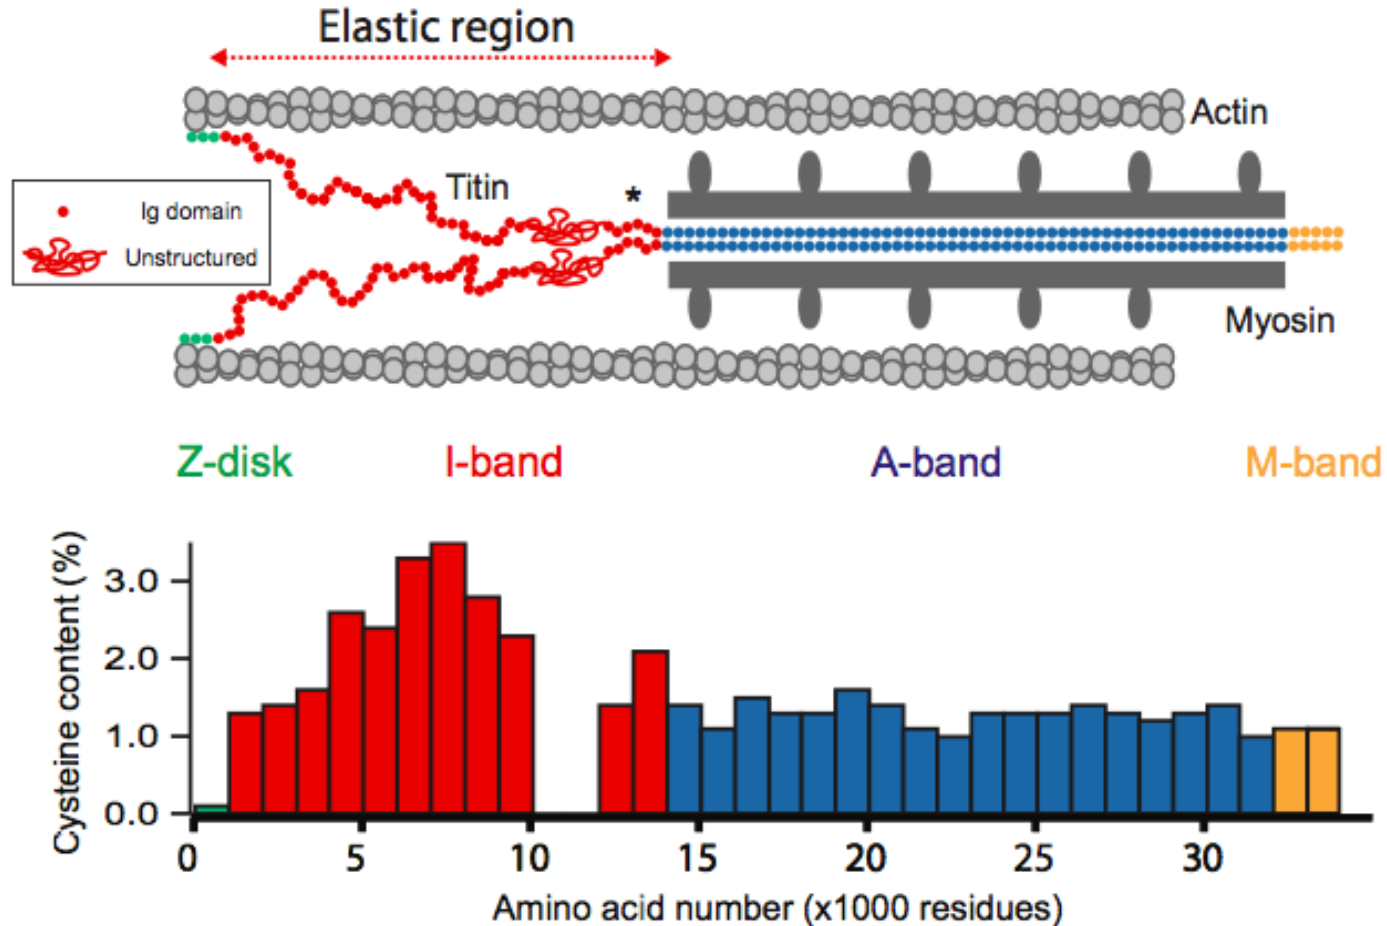 Elastic region
Actin
Titin
*
Ig domain
Unstructured
Myosin
Z-disk I-band A-band M-band
Cysteine content (%)
3.0
2.0
1.0
0.0
0 5 10 15 20 25 30
Amino acid number (x1000 residues)